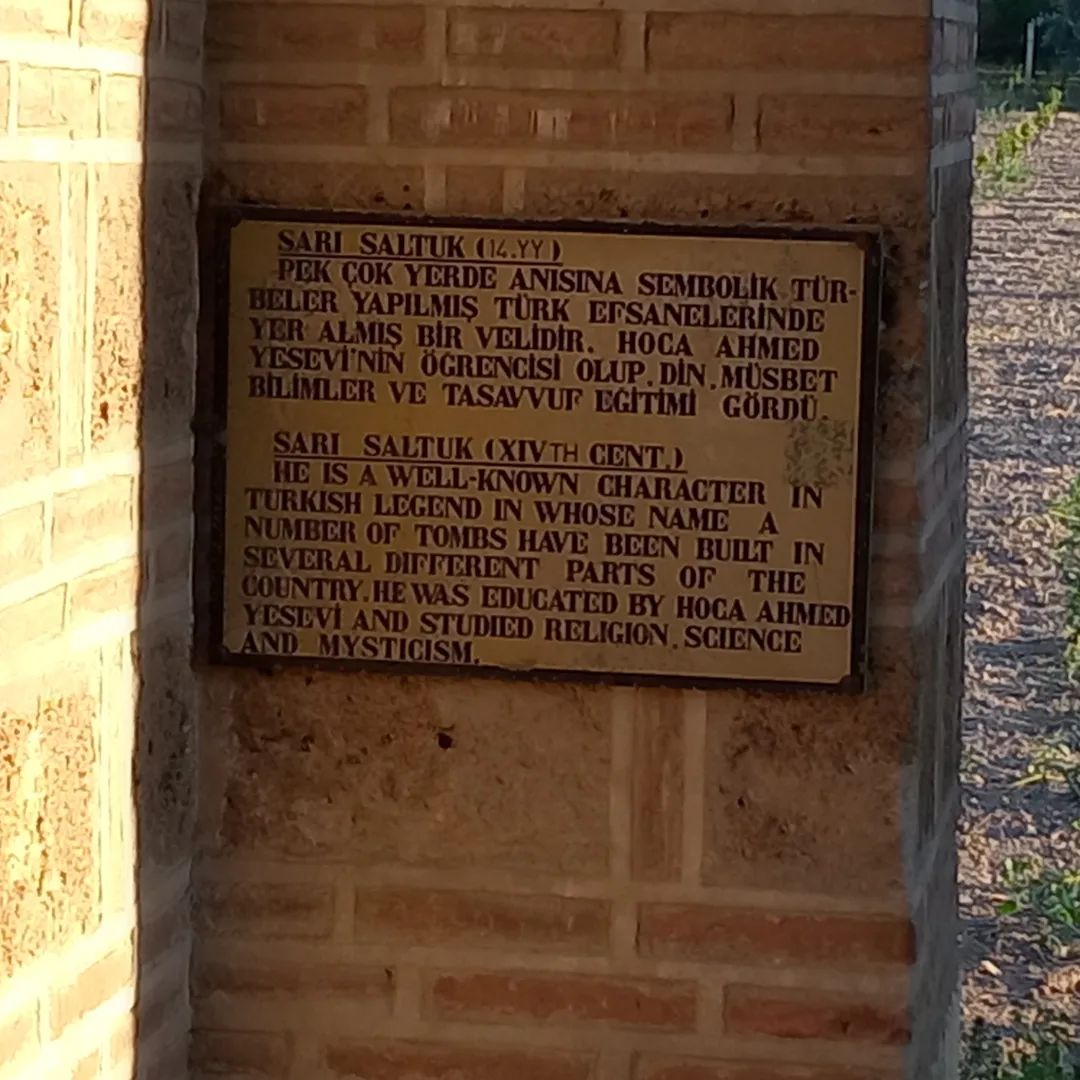 SARI SALTUK (14.YY)
PEK ÇOK YERDE ANISINA SEMBOLİK TÜR-
BELER YAPILMIŞ TÜRK EFSANELERİNDE
YER ALMIŞ BİR VELİDİR. HOCA AHMED
YESEVİ'NİN ÖĞRENCİSİ OLUP.DİN.MÜSBET
BİLİMLER VE TASAVVUF EĞİTİMİ GÖRDÜ.
SARI SALTUK (XIVTH CENT.)
HE IS A WELL-KNOWN CHARACTER IN
TURKISH LEGEND IN WHOSE NAME A
NUMBER OF TOMBS HAVE BEEN BUILT IN
SEVERAL DIFFERENT PARTS OF THE
COUNTRY.HE WAS EDUCATED BY HOCA AHMED
YESEVİ AND STUDIED RELIGION.SCIENCE
AND MYSTICISM.